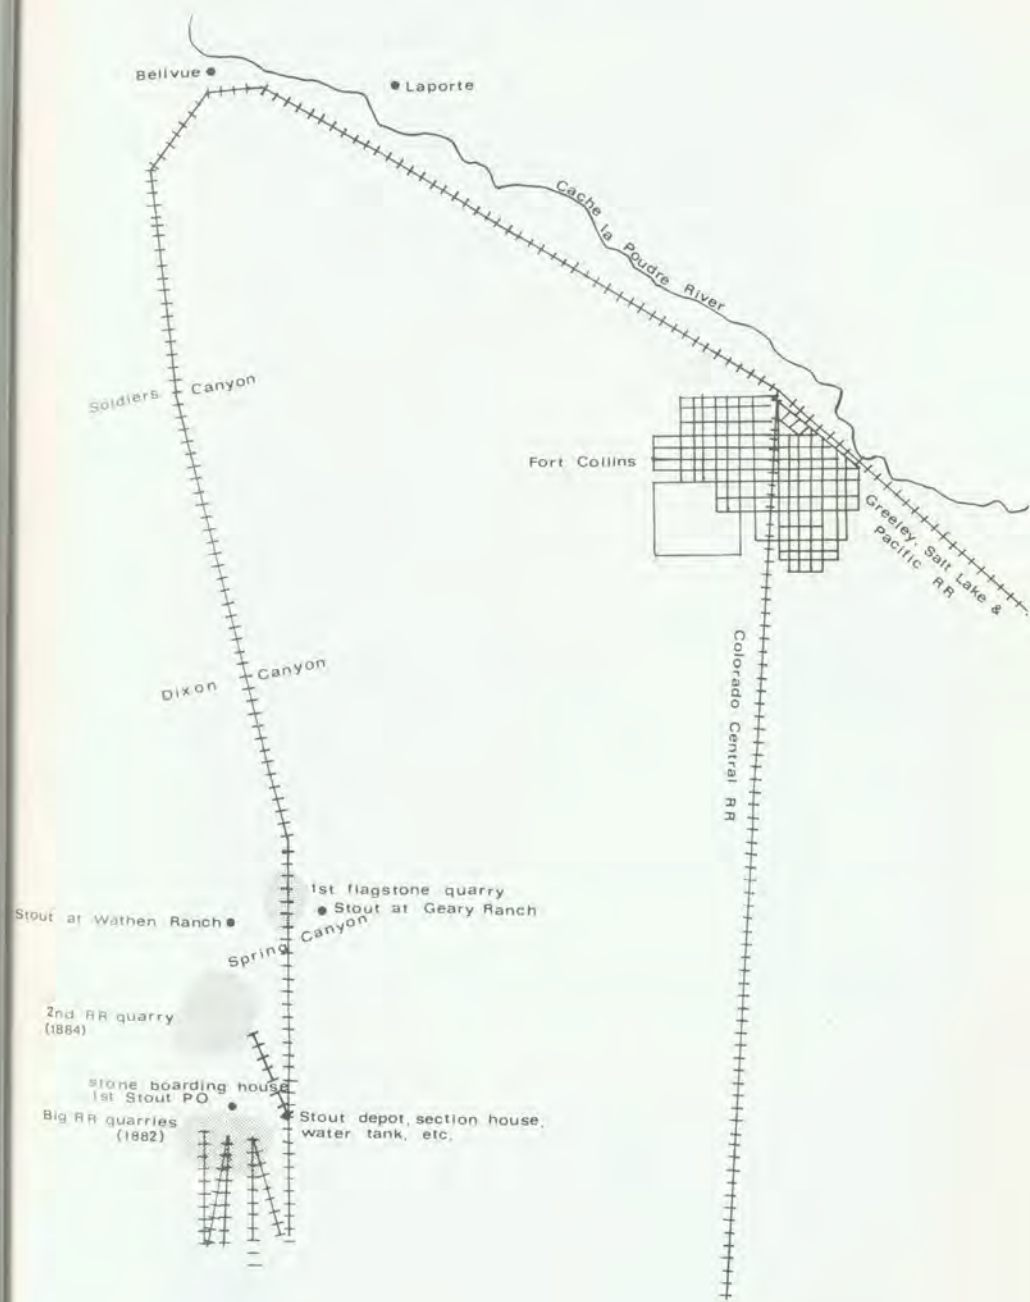 Bellvue
Laporte
Cache la Poudre River
Soldiers Canyon
Fort Collins
Greeley, Salt Lake &
Pacific RR
Dixon Canyon
Colorado Central RR
1st flagstone quarry
Stout at Geary Ranch
Stout at Wathen Ranch
Spring Canyon
2nd RR quarry
(1884)
stone boarding house
1st Stout PO
Big RR quarries
(1882)
Stout depot, section house,
water tank, etc.